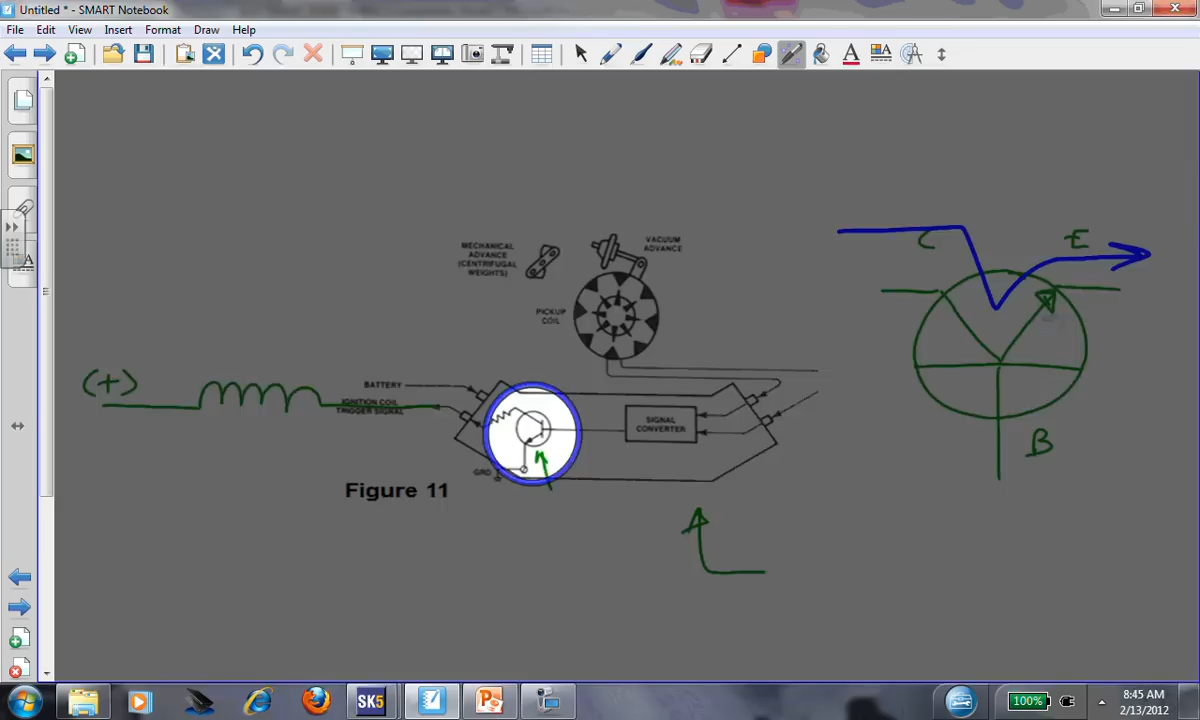 Untitled * - SMART Notebook
File Edit View Insert Format Draw Help
MECHANICAL
ADVANCE
(CENTRIFUGAL
WEIGHTS)
VACUUM
ADVANCE
PICKUP
COIL
C
E
(+)
BATTERY
IGNITION COIL
TRIGGER SIGNAL
SIGNAL
CONVERTER
GRD
B
Figure 11
SK5
100%
8:45 AM
2/13/2012